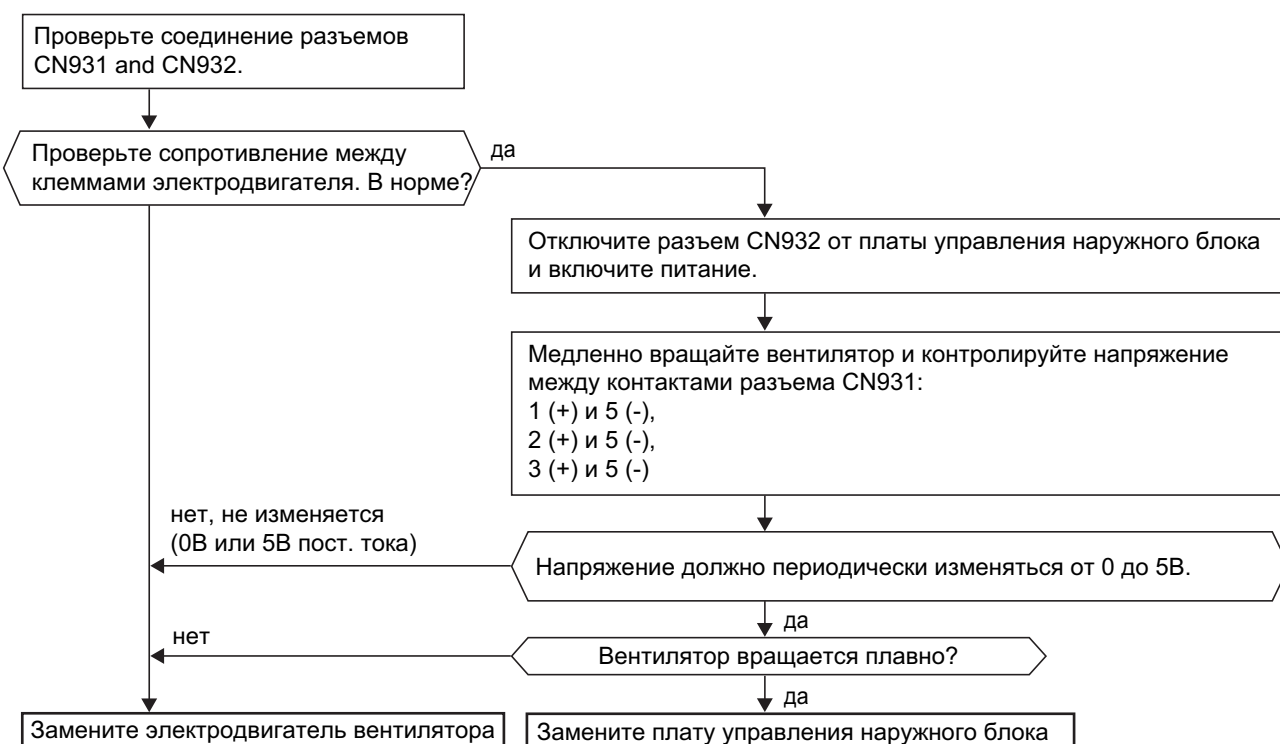 Проверьте соединение разъемов
CN931 and CN932.
Проверьте сопротивление между
клеммами электродвигателя. В норме?
да
Отключите разъем CN932 от платы управления наружного блока
и включите питание.
Медленно вращайте вентилятор и контролируйте напряжение
между контактами разъема CN931:
1 (+) и 5 (-),
2 (+) и 5 (-),
3 (+) и 5 (-)
нет, не изменяется
(0В или 5В пост. тока)
Напряжение должно периодически изменяться от 0 до 5В.
да
нет
Вентилятор вращается плавно?
да
Замените электродвигатель вентилятора
Замените плату управления наружного блока